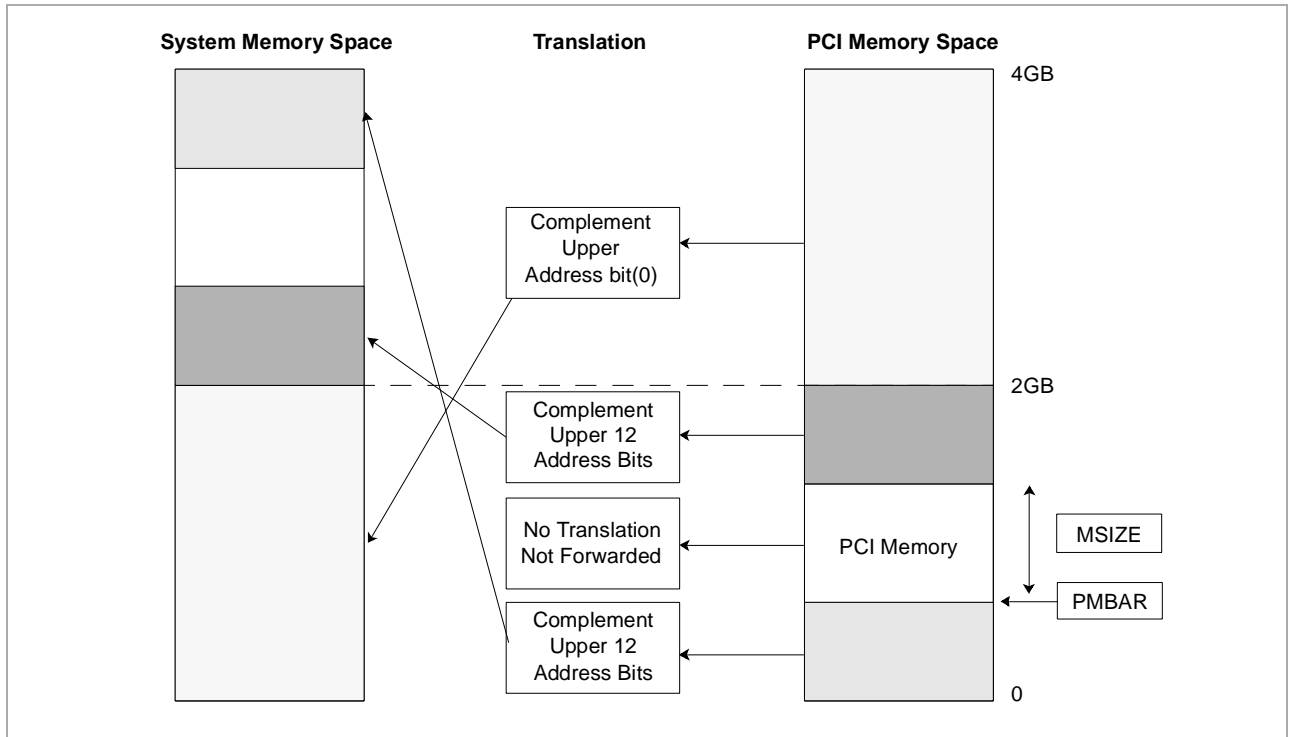 System Memory Space
Translation
PCI Memory Space
4GB
Complement
Upper
Address bit(0)
2GB
Complement
Upper 12
Address Bits
No Translation
Not Forwarded
PCI Memory
MSIZE
PMBAR
Complement
Upper 12
Address Bits
0